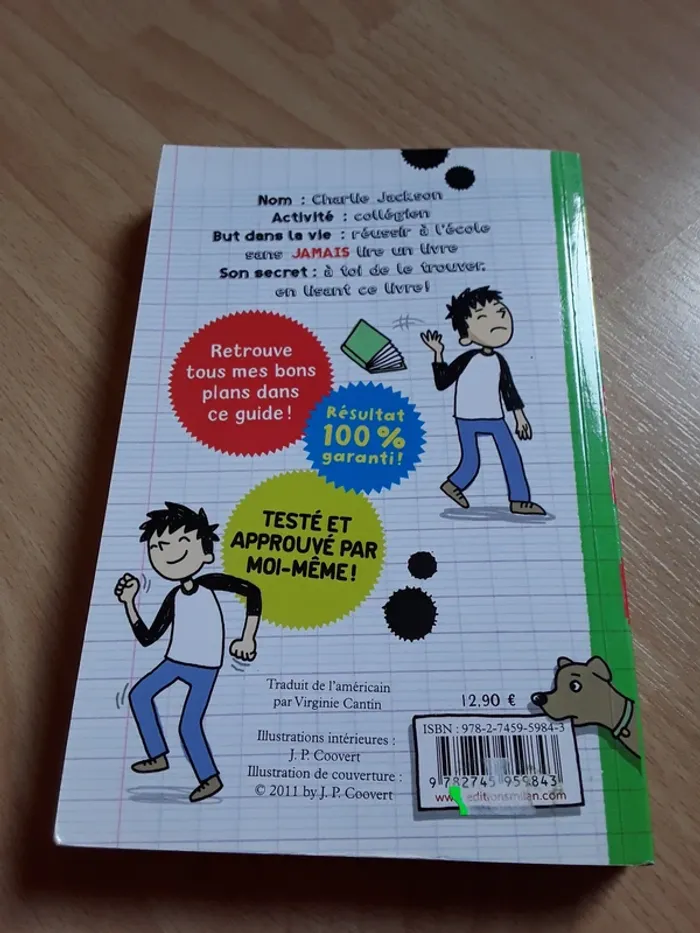 Nom : Charlie Jackson
Activité : collégien
But dans la vie : réussir à l'école
sans JAMAIS lire un livre
Son secret : à toi de le trouver,
en lisant ce livre !
Retrouve
tous mes bons
plans dans
ce guide !
Résultat
100 %
garanti !
TESTÉ ET
APPROUVÉ PAR
MOI-MÊME !
Traduit de l'américain
par Virginie Cantin
Illustrations intérieures :
J. P. Coovert
Illustration de couverture :
© 2011 by J. P. Coovert
12,90 €
ISBN : 978-2-7459-5984-3
9 782745 959843
www.editionsmilan.com